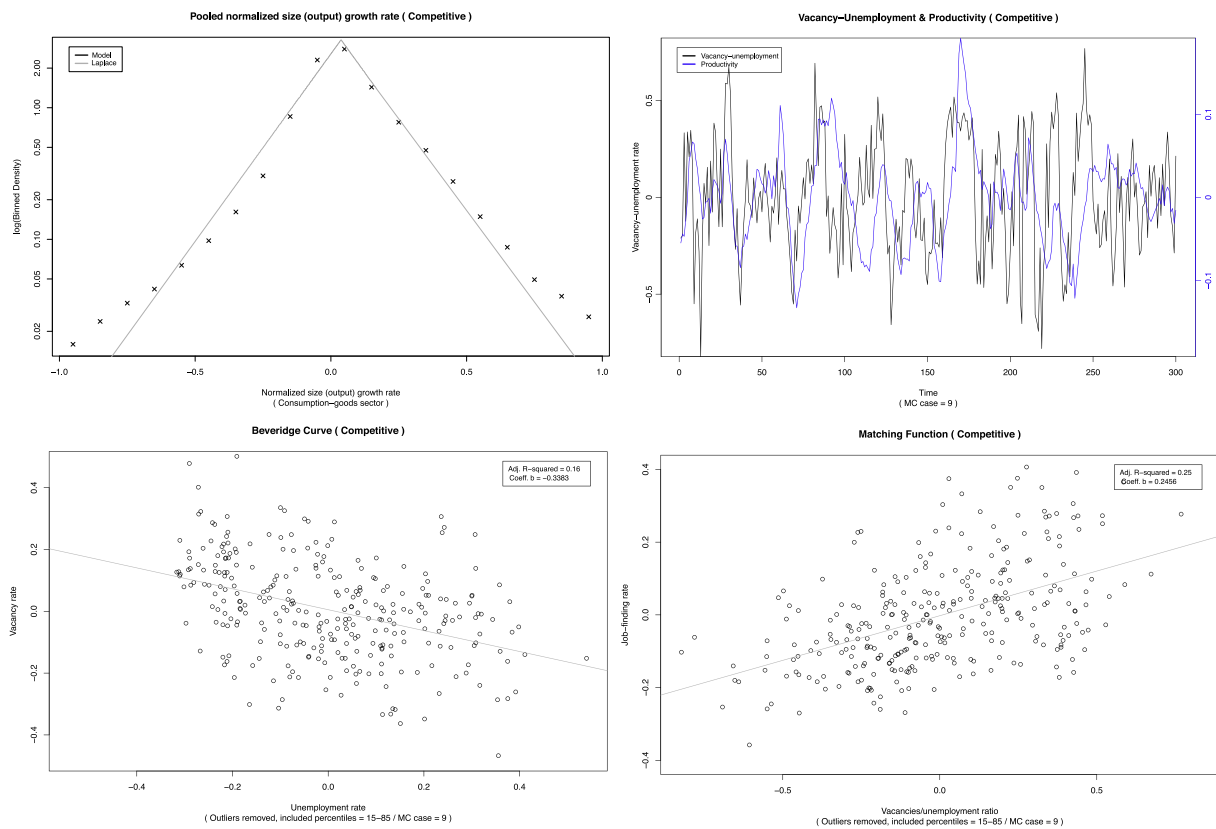 Pooled normalized size (output) growth rate ( Competitive )
Model
Laplace
log(Binned Density)
2.00
1.00
0.50
0.20
0.10
0.05
0.02
−1.0
−0.5
0.0
0.5
1.0
Normalized size (output) growth rate
( Consumption−goods sector )
Vacancy−Unemployment & Productivity ( Competitive )
Vacancy−unemployment
Productivity
Vacancy−unemployment rate
0.5
0
−0.5
0.1
0
−0.1
0
50
100
150
200
250
300
Time
( MC case = 9 )
Beveridge Curve ( Competitive )
Adj. R−squared = 0.16
Coeff. b = −0.3383
Vacancy rate
0.4
0.2
0.0
−0.2
−0.4
−0.4
−0.2
0.0
0.2
0.4
Unemployment rate
( Outliers removed, included percentiles = 15−85 / MC case = 9 )
Matching Function ( Competitive )
Adj. R−squared = 0.25
Coeff. b = 0.2456
Job−finding rate
0.4
0.2
0.0
−0.2
−0.4
−0.5
0.0
0.5
Vacancies/unemployment ratio
( Outliers removed, included percentiles = 15−85 / MC case = 9 )